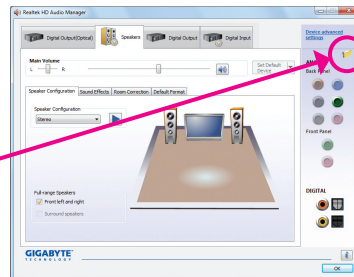 Realtek HD Audio Manager
Digital Output(Optical)
Speakers
Digital Output
Digital Input
Device advanced
settings
Main Volume
L
R
Set Default
Device
AN
Back Panel
Speaker Configuration
Sound Effects
Room Correction
Default Format
Speaker Configuration
Stereo
Front Panel
Full-range Speakers
Front left and right
Surround speakers
DIGITAL
GIGABYTE
TECHNOLOGY
OK